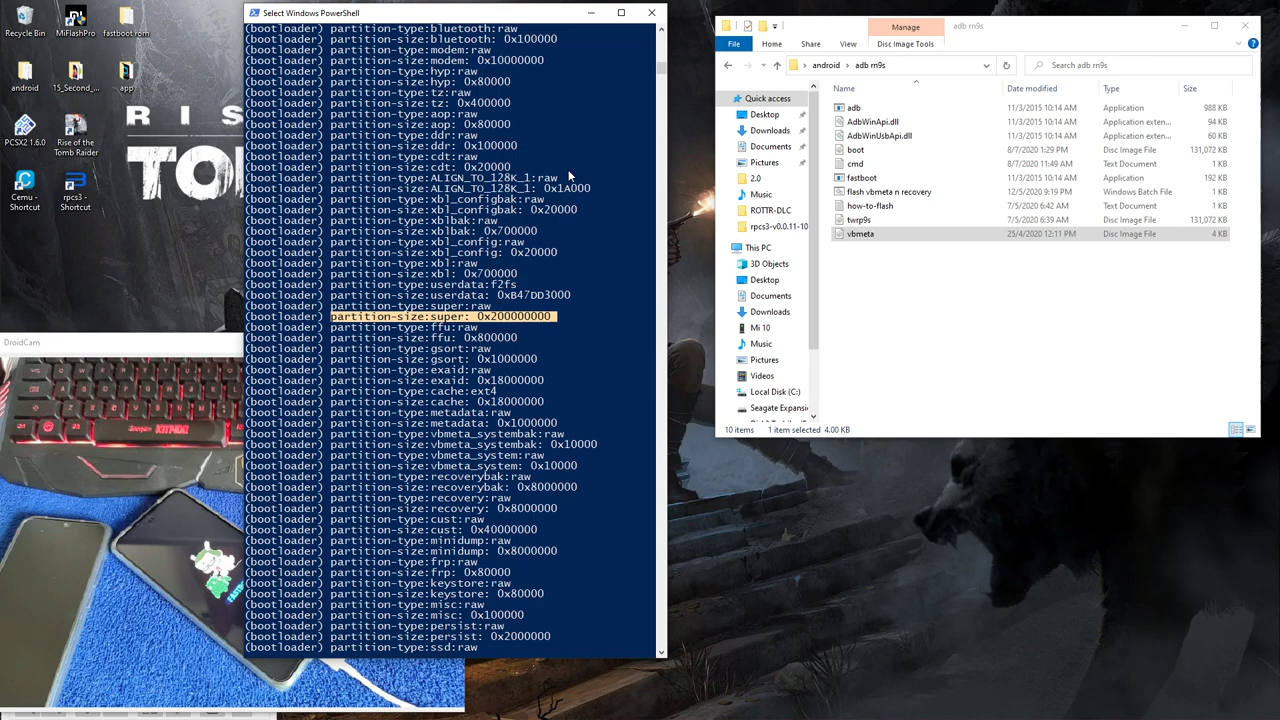 Recycle Bin
MiFlashPro
fastboot rom
android
15_Second_...
app
PCSX2 1.6.0
Rise of the Tomb Raider
Cemu - Shortcut
rpcs3 - Shortcut
RIS
TO
DroidCam
Select Windows PowerShell
(bootloader) partition-type:bluetooth:raw
(bootloader) partition-size:bluetooth: 0x100000
(bootloader) partition-type:modem:raw
(bootloader) partition-size:modem: 0x10000000
(bootloader) partition-type:hyp:raw
(bootloader) partition-size:hyp: 0x80000
(bootloader) partition-type:tz:raw
(bootloader) partition-size:tz: 0x400000
(bootloader) partition-type:aop:raw
(bootloader) partition-size:aop: 0x80000
(bootloader) partition-type:ddr:raw
(bootloader) partition-size:ddr: 0x100000
(bootloader) partition-type:cdt:raw
(bootloader) partition-size:cdt: 0x20000
(bootloader) partition-type:ALIGN_TO_128K_1:raw
(bootloader) partition-size:ALIGN_TO_128K_1: 0x1A000
(bootloader) partition-type:xbl_configbak:raw
(bootloader) partition-size:xbl_configbak: 0x20000
(bootloader) partition-type:xblbak:raw
(bootloader) partition-size:xblbak: 0x700000
(bootloader) partition-type:xbl_config:raw
(bootloader) partition-size:xbl_config: 0x20000
(bootloader) partition-type:xbl:raw
(bootloader) partition-size:xbl: 0x700000
(bootloader) partition-type:userdata:f2fs
(bootloader) partition-size:userdata: 0xB47DD3000
(bootloader) partition-type:super:raw
(bootloader) partition-size:super: 0x200000000
(bootloader) partition-type:ffu:raw
(bootloader) partition-size:ffu: 0x800000
(bootloader) partition-type:gsort:raw
(bootloader) partition-size:gsort: 0x1000000
(bootloader) partition-type:exaid:raw
(bootloader) partition-size:exaid: 0x18000000
(bootloader) partition-type:cache:ext4
(bootloader) partition-size:cache: 0x18000000
(bootloader) partition-type:metadata:raw
(bootloader) partition-size:metadata: 0x1000000
(bootloader) partition-type:vbmeta_systembak:raw
(bootloader) partition-size:vbmeta_systembak: 0x10000
(bootloader) partition-type:vbmeta_system:raw
(bootloader) partition-size:vbmeta_system: 0x10000
(bootloader) partition-type:recoverybak:raw
(bootloader) partition-size:recoverybak: 0x8000000
(bootloader) partition-type:recovery:raw
(bootloader) partition-size:recovery: 0x8000000
(bootloader) partition-type:cust:raw
(bootloader) partition-size:cust: 0x40000000
(bootloader) partition-type:minidump:raw
(bootloader) partition-size:minidump: 0x8000000
(bootloader) partition-type:frp:raw
(bootloader) partition-size:frp: 0x80000
(bootloader) partition-type:keystore:raw
(bootloader) partition-size:keystore: 0x80000
(bootloader) partition-type:misc:raw
(bootloader) partition-size:misc: 0x100000
(bootloader) partition-type:persist:raw
(bootloader) partition-size:persist: 0x2000000
(bootloader) partition-type:ssd:raw
Manage
adb rn9s
File Home Share View Disc Image Tools
android > adb rn9s
Search adb rn9s
Quick access
Desktop
Downloads
Documents
Pictures
2.0
Music
ROTTR-DLC
rpcs3-v0.0.11-10
This PC
3D Objects
Desktop
Documents
Downloads
Mi 10
Music
Pictures
Videos
Local Disk (C:)
Seagate Expansi
Name Date modified Type Size
adb 11/3/2015 10:14 AM Application 988 KB
AdbWinApi.dll 11/3/2015 10:14 AM Application exten... 94 KB
AdbWinUsbApi.dll 11/3/2015 10:14 AM Application exten... 60 KB
boot 8/7/2020 1:29 PM Disc Image File 131,072 KB
cmd 8/7/2020 11:49 AM Text Document 1 KB
fastboot 11/3/2015 10:14 AM Application 192 KB
flash vbmeta n recovery 12/5/2020 9:19 PM Windows Batch File 1 KB
how-to-flash 7/5/2020 6:42 AM Text Document 1 KB
twrp9s 7/5/2020 6:39 AM Disc Image File 131,072 KB
vbmeta 25/4/2020 12:11 PM Disc Image File 4 KB
10 items 1 item selected 4.00 KB